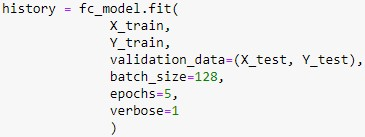 history = fc_model.fit(
X_train,
Y_train,
validation_data=(X_test, Y_test),
batch_size=128,
epochs=5,
verbose=1
)